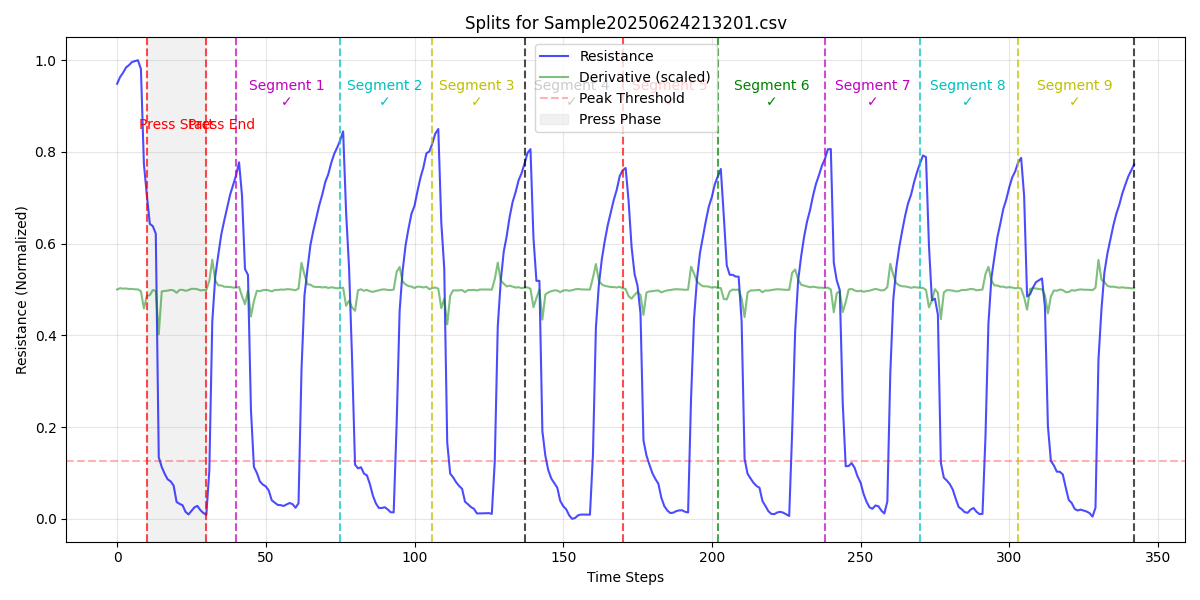 Splits for Sample20250624213201.csv
Resistance
Derivative (scaled)
Peak Threshold
Press Phase
Segment 1
✓
Segment 2
✓
Segment 3
✓
Segment 4
✓
Segment 5
Segment 6
✓
Segment 7
✓
Segment 8
✓
Segment 9
✓
Press Start
Press End
Resistance (Normalized)
1.0
0.8
0.6
0.4
0.2
0.0
0
50
100
150
200
250
300
350
Time Steps